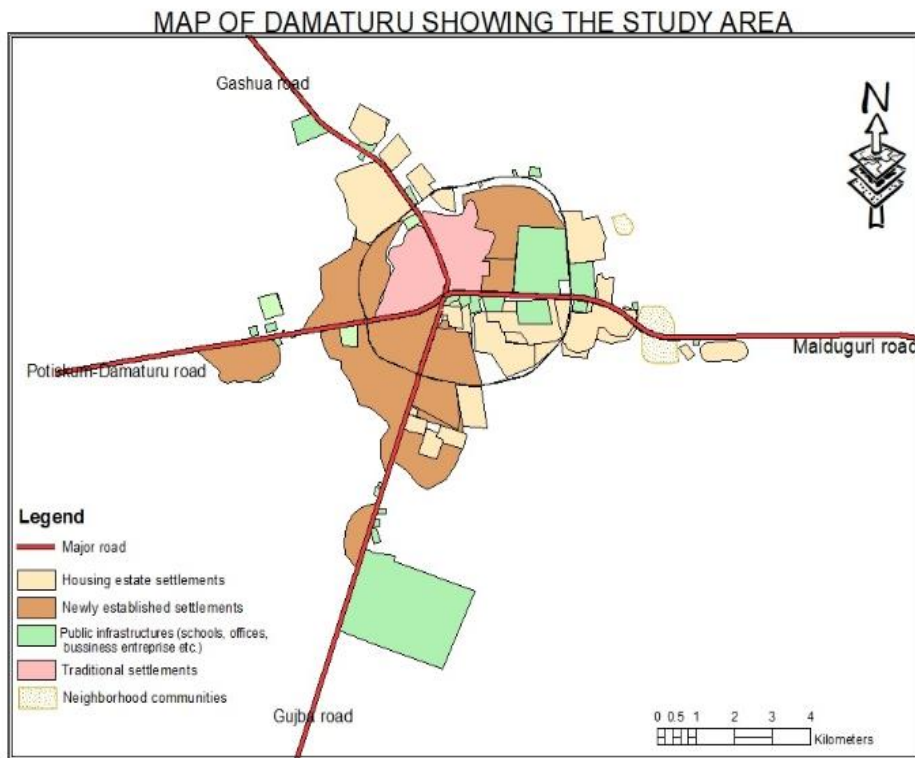 MAP OF DAMATURU SHOWING THE STUDY AREA
Gashua road
N
Maiduguri road
Potiskum-Damaturu road
Legend
Major road
Housing estate settlements
Newly established settlements
Public infrastructures (schools, offices,
bussiness entreprise etc.)
Traditional settlements
Neighborhood communities
Gujba road
0 0.5 1 2 3 4
Kilometers